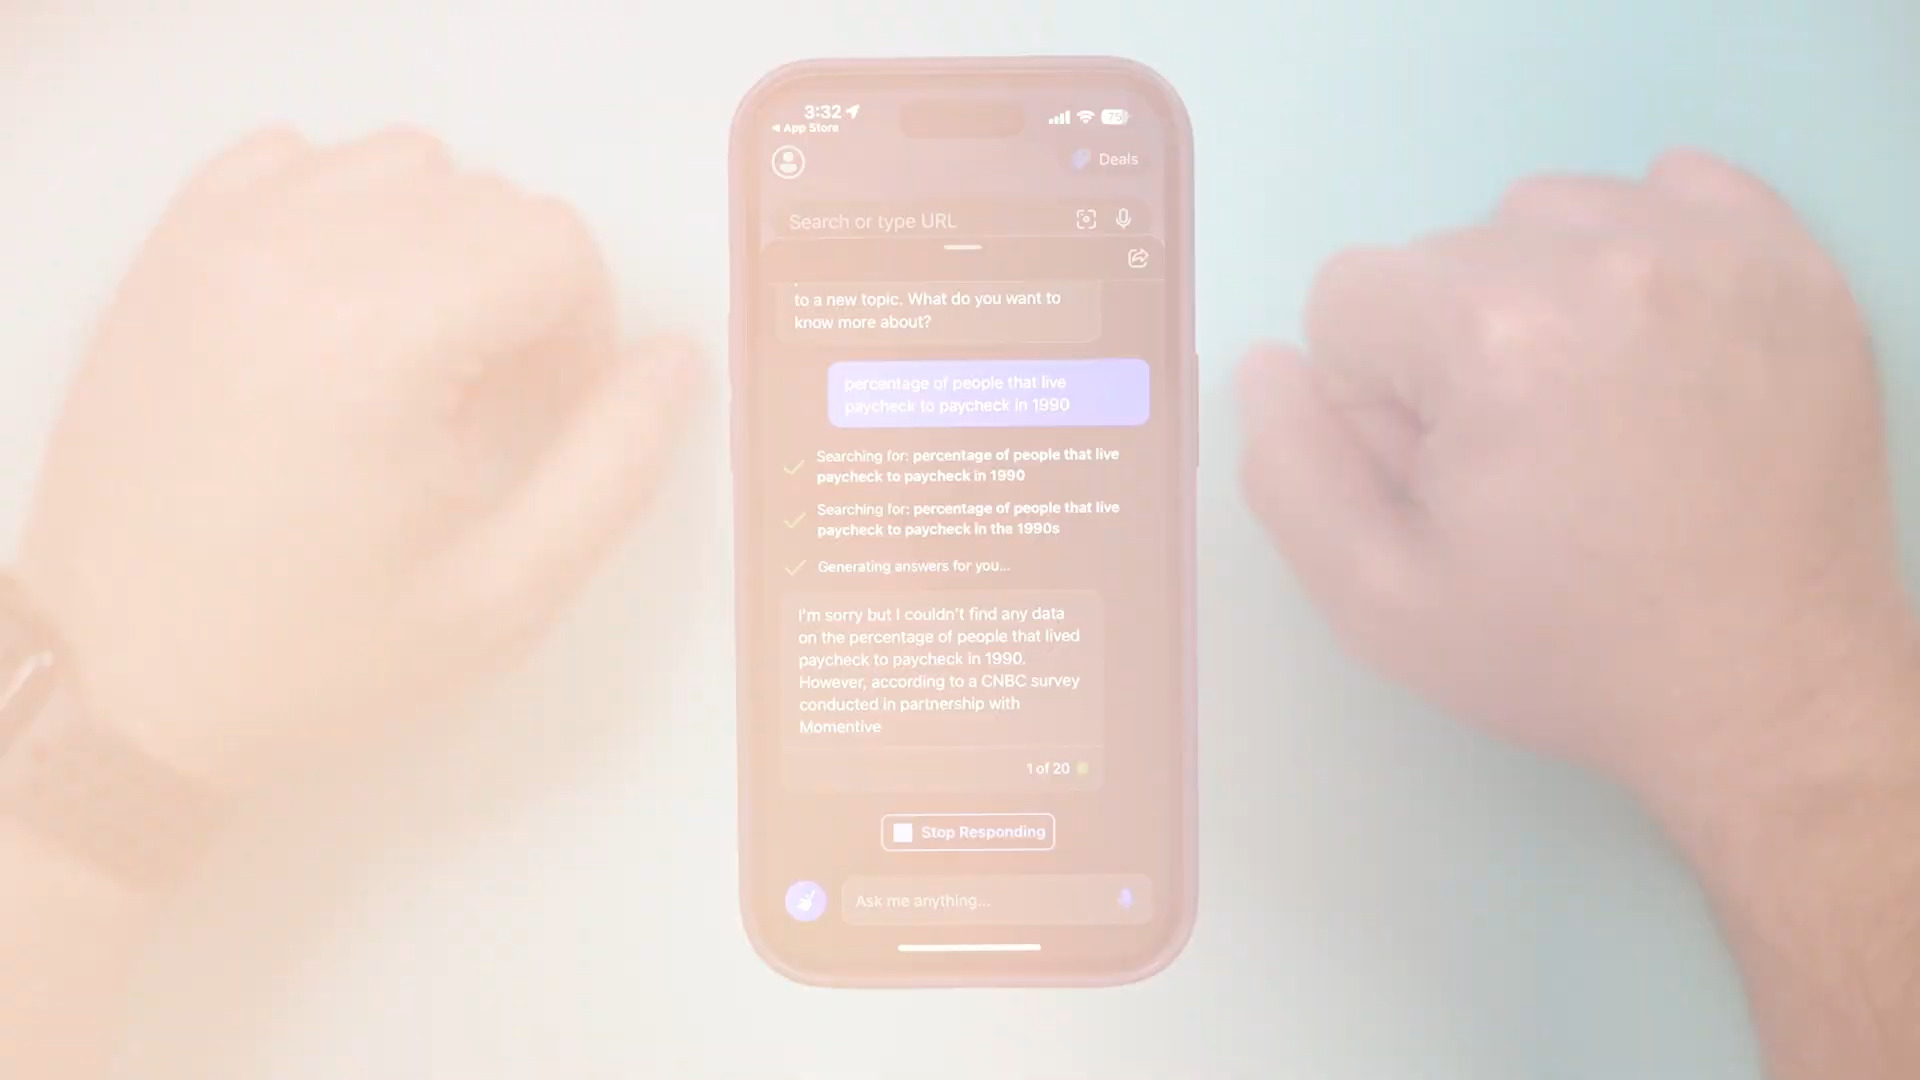 3:32
App Store
75
Deals
Search or type URL
to a new topic. What do you want to
know more about?
percentage of people that live
paycheck to paycheck in 1990
Searching for: percentage of people that live
paycheck to paycheck in 1990
Searching for: percentage of people that live
paycheck to paycheck in the 1990s
Generating answers for you...
I'm sorry but I couldn't find any data
on the percentage of people that lived
paycheck to paycheck in 1990.
However, according to a CNBC survey
conducted in partnership with
Momentive
1 of 20
Stop Responding
Ask me anything...